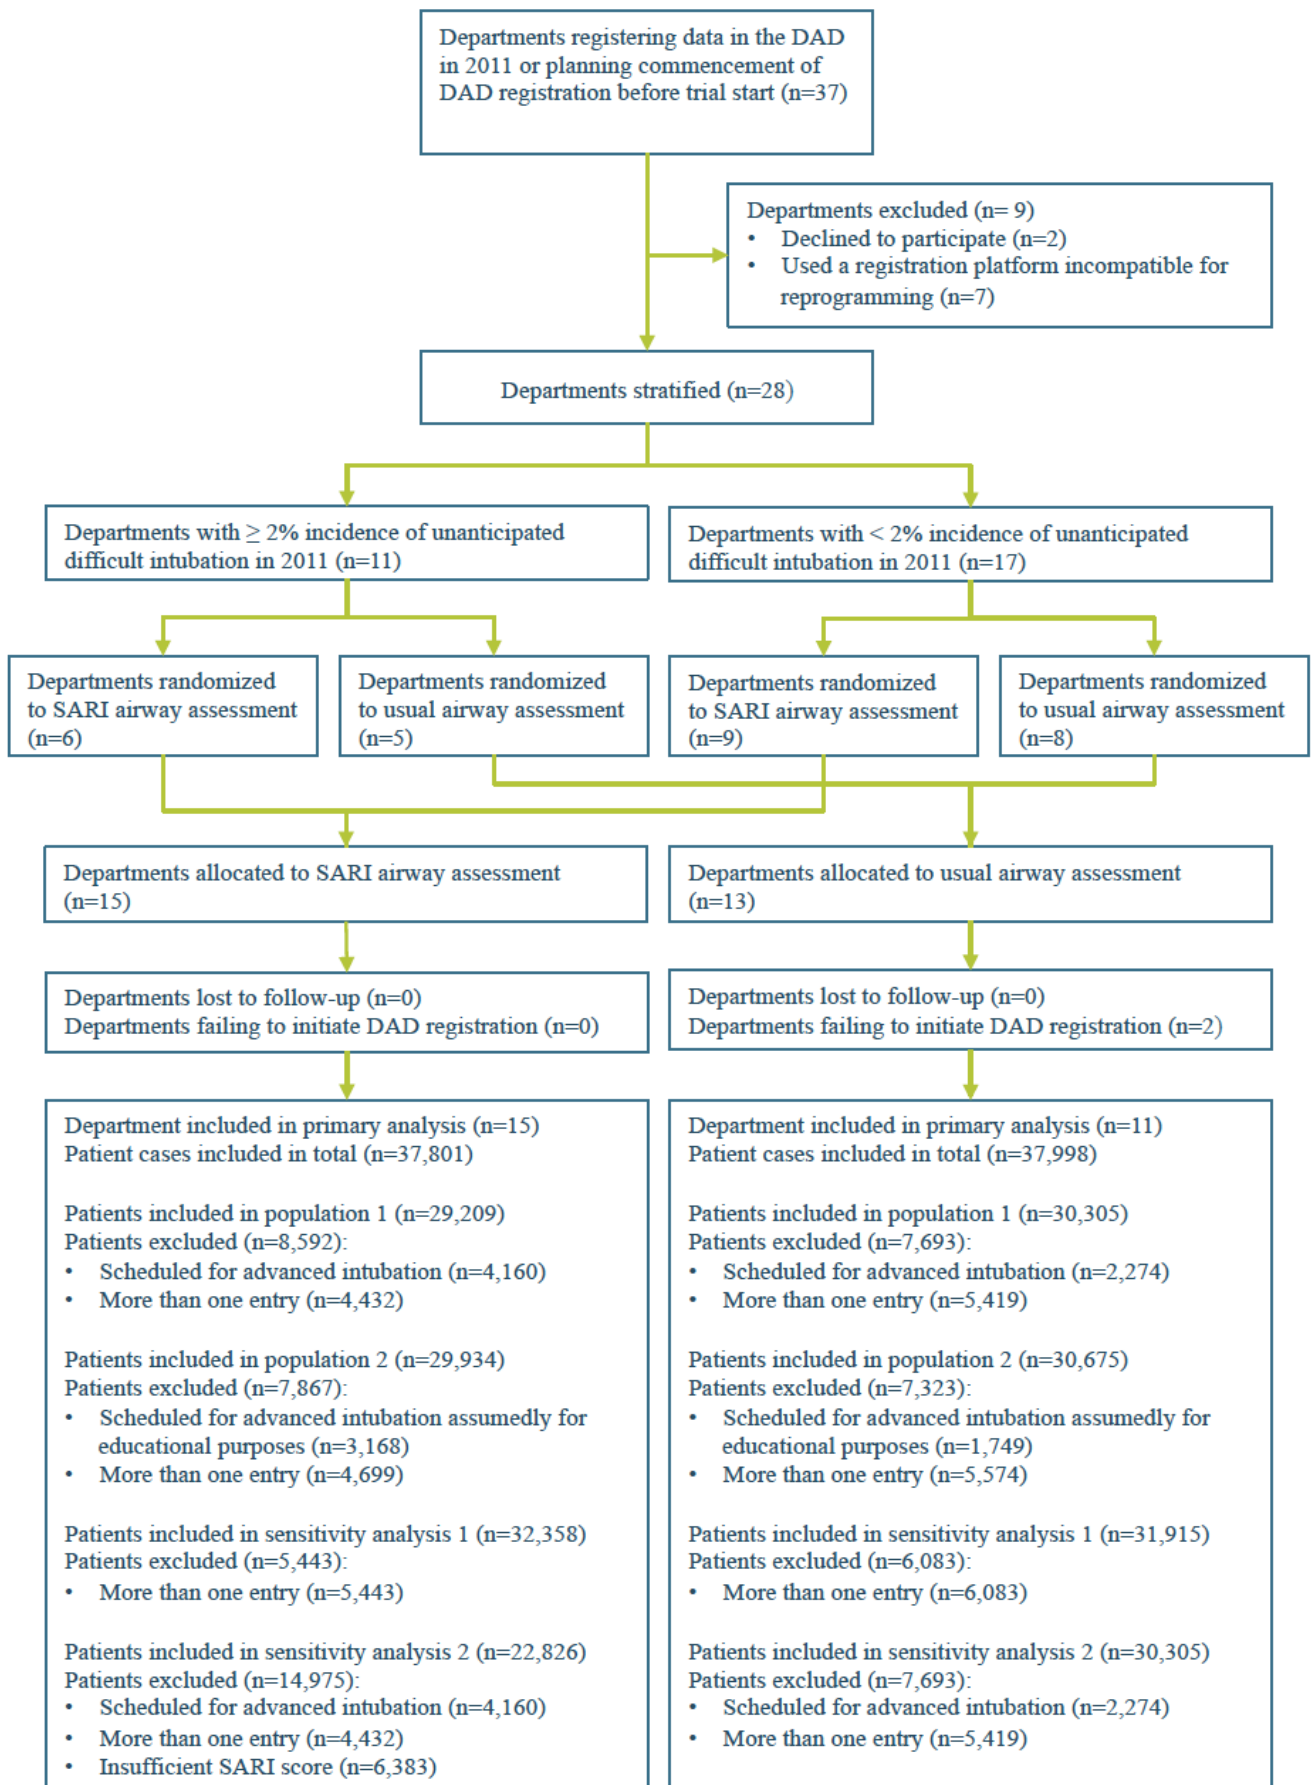 Departments registering data in the DAD
in 2011 or planning commencement of
DAD registration before trial start (n=37)
Departments excluded (n= 9)
• Declined to participate (n=2)
• Used a registration platform incompatible for
reprogramming (n=7)
Departments stratified (n=28)
Departments with ≥ 2% incidence of unanticipated
difficult intubation in 2011 (n=11)
Departments with < 2% incidence of unanticipated
difficult intubation in 2011 (n=17)
Departments randomized
to SARI airway assessment
(n=6)
Departments randomized
to usual airway assessment
(n=5)
Departments randomized
to SARI airway assessment
(n=9)
Departments randomized
to usual airway assessment
(n=8)
Departments allocated to SARI airway assessment
(n=15)
Departments allocated to usual airway assessment
(n=13)
Departments lost to follow-up (n=0)
Departments failing to initiate DAD registration (n=0)
Departments lost to follow-up (n=0)
Departments failing to initiate DAD registration (n=2)
Department included in primary analysis (n=15)
Patient cases included in total (n=37,801)
Patients included in population 1 (n=29,209)
Patients excluded (n=8,592):
• Scheduled for advanced intubation (n=4,160)
• More than one entry (n=4,432)
Patients included in population 2 (n=29,934)
Patients excluded (n=7,867):
• Scheduled for advanced intubation assumedly for
educational purposes (n=3,168)
• More than one entry (n=4,699)
Patients included in sensitivity analysis 1 (n=32,358)
Patients excluded (n=5,443):
• More than one entry (n=5,443)
Patients included in sensitivity analysis 2 (n=22,826)
Patients excluded (n=14,975):
• Scheduled for advanced intubation (n=4,160)
• More than one entry (n=4,432)
• Insufficient SARI score (n=6,383)
Department included in primary analysis (n=11)
Patient cases included in total (n=37,998)
Patients included in population 1 (n=30,305)
Patients excluded (n=7,693):
• Scheduled for advanced intubation (n=2,274)
• More than one entry (n=5,419)
Patients included in population 2 (n=30,675)
Patients excluded (n=7,323):
• Scheduled for advanced intubation assumedly for
educational purposes (n=1,749)
• More than one entry (n=5,574)
Patients included in sensitivity analysis 1 (n=31,915)
Patients excluded (n=6,083):
• More than one entry (n=6,083)
Patients included in sensitivity analysis 2 (n=30,305)
Patients excluded (n=7,693):
• Scheduled for advanced intubation (n=2,274)
• More than one entry (n=5,419)